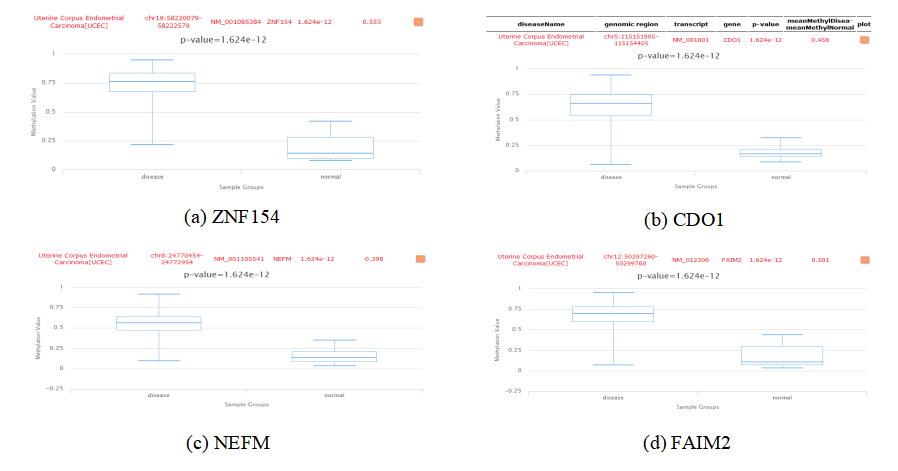 Uterine Corpus Endometrial Carcinoma[UCEC] chr19:58220079-58222579 NM_001085384 ZNF154 1.624e-12 0.553
p-value=1.624e-12
Methylation Value
1
0.75
0.5
0.25
0
disease normal
Sample Groups
(a) ZNF154
diseaseName genomic region transcript gene p-value meanMethylDisea-meanMethylNormal plot
Uterine Corpus Endometrial Carcinoma[UCEC] chr5:115151905-115154405 NM_001801 CDO1 1.624e-12 0.458
p-value=1.624e-12
Methylation Value
1
0.75
0.5
0.25
0
disease normal
Sample Groups
(b) CDO1
Uterine Corpus Endometrial Carcinoma[UCEC] chr8:24770454-24772954 NM_001105541 NEFM 1.624e-12 0.398
p-value=1.624e-12
Methylation Value
1
0.75
0.5
0.25
0
-0.25
disease normal
Sample Groups
(c) NEFM
Uterine Corpus Endometrial Carcinoma[UCEC] chr12:50297260-50299760 NM_012306 FAIM2 1.624e-12 0.501
p-value=1.624e-12
Methylation Value
1
0.75
0.5
0.25
0
-0.25
disease normal
Sample Groups
(d) FAIM2